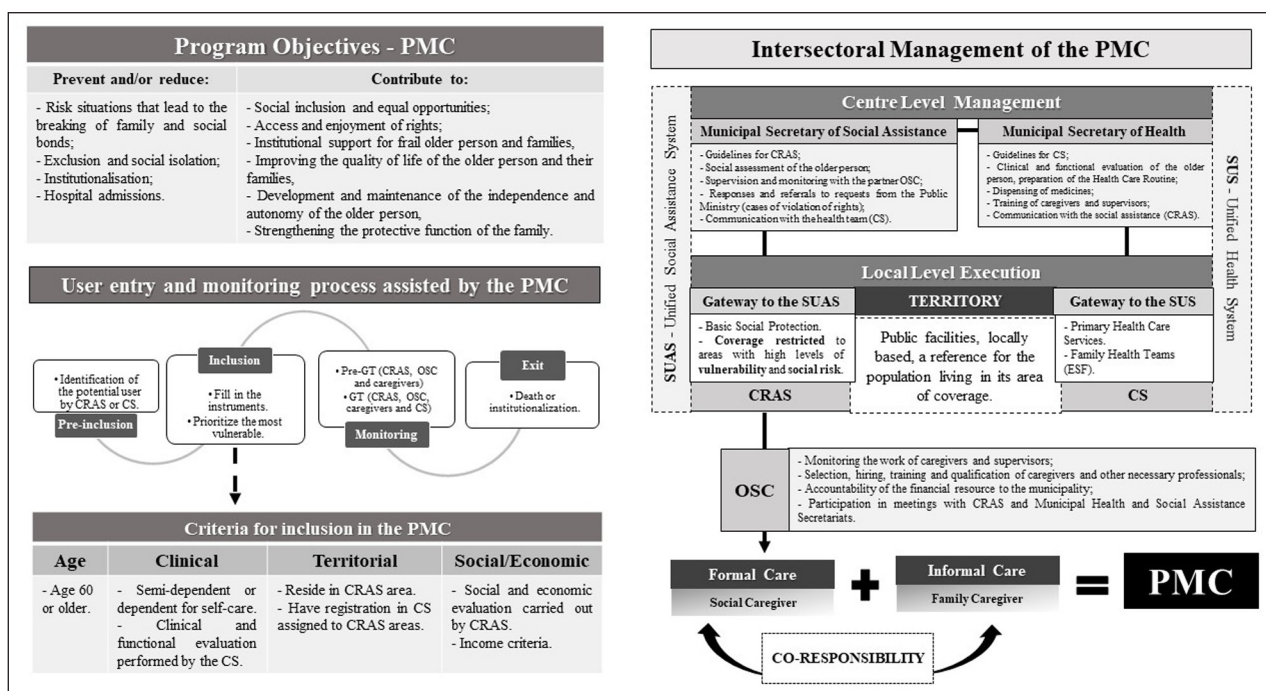 Program Objectives - PMC
Prevent and/or reduce:
- Risk situations that lead to the
breaking of family and social
bonds;
- Exclusion and social isolation;
- Institutionalisation;
- Hospital admissions.
Contribute to:
- Social inclusion and equal opportunities;
- Access and enjoyment of rights;
- Institutional support for frail older person and families,
- Improving the quality of life of the older person and their
families,
- Development and maintenance of the independence and
autonomy of the older person,
- Strengthening the protective function of the family.
User entry and monitoring process assisted by the PMC
• Identification of
the potential user
by CRAS or CS.
Pre-inclusion
Inclusion
• Fill in the
instruments.
• Prioritize the most
vulnerable.
• Pre-GT (CRAS, OSC
and caregivers)
• GT (CRAS, OSC,
caregivers and CS)
Monitoring
Exit
• Death or
institutionalization.
Criteria for inclusion in the PMC
Age
- Age 60
or older.
Clinical
- Semi-dependent or
dependent for self-care.
- Clinical and
functional evaluation
performed by the CS.
Territorial
- Reside in CRAS area.
- Have registration in CS
assigned to CRAS areas.
Social/Economic
- Social and economic
evaluation carried out
by CRAS.
- Income criteria.
Intersectoral Management of the PMC
SUAS - Unified Social Assistance System
Centre Level Management
Municipal Secretary of Social Assistance
- Guidelines for CRAS;
- Social assessment of the older person;
- Supervision and monitoring with the partner OSC;
- Responses and referrals to requests from the Public
Ministry (cases of violation of rights);
- Communication with the health team (CS).
Municipal Secretary of Health
- Guidelines for CS;
- Clinical and functional evaluation of the older
person, preparation of the Health Care Routine;
- Dispensing of medicines;
- Training of caregivers and supervisors;
- Communication with the social assistance (CRAS).
SUS - Unified Health System
Local Level Execution
Gateway to the SUAS
- Basic Social Protection.
- Coverage restricted to
areas with high levels of
vulnerability and social risk.
CRAS
TERRITORY
Public facilities, locally
based, a reference for the
population living in its area
of coverage.
Gateway to the SUS
- Primary Health Care
Services.
- Family Health Teams
(ESF).
CS
OSC
- Monitoring the work of caregivers and supervisors;
- Selection, hiring, training and qualification of caregivers and other necessary professionals;
- Accountability of the financial resource to the municipality;
- Participation in meetings with CRAS and Municipal Health and Social Assistance
Secretariats.
Formal Care
Social Caregiver
+
Informal Care
Family Caregiver
=
PMC
CO-RESPONSIBILITY